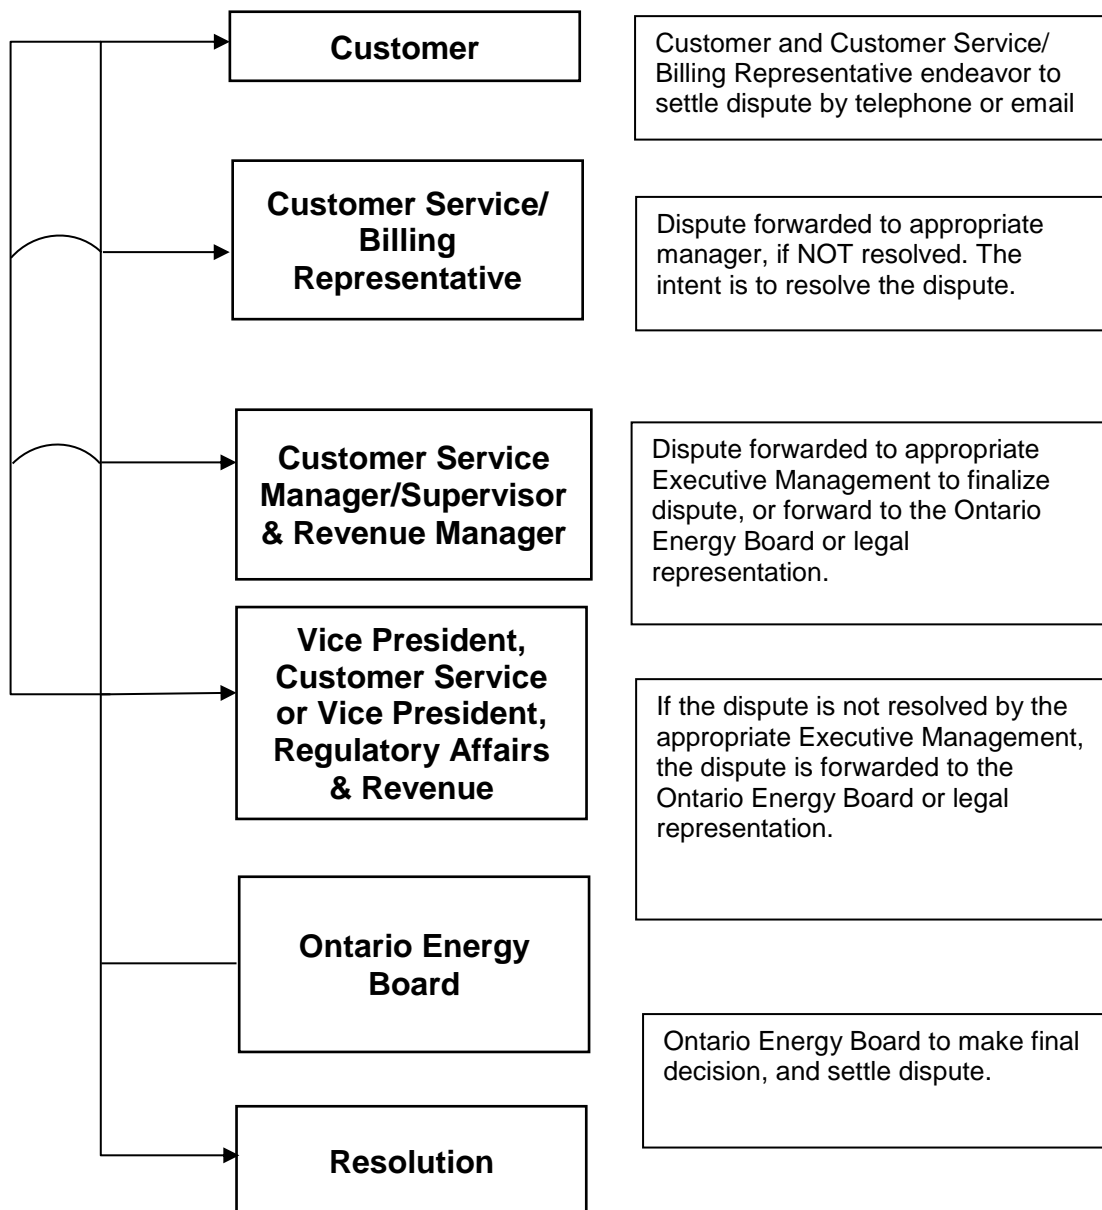 Customer
Customer and Customer Service/
Billing Representative endeavor to
settle dispute by telephone or email
Customer Service/
Billing
Representative
Dispute forwarded to appropriate
manager, if NOT resolved. The
intent is to resolve the dispute.
Customer Service
Manager/Supervisor
& Revenue Manager
Dispute forwarded to appropriate
Executive Management to finalize
dispute, or forward to the Ontario
Energy Board or legal
representation.
Vice President,
Customer Service
or Vice President,
Regulatory Affairs
& Revenue
If the dispute is not resolved by the
appropriate Executive Management,
the dispute is forwarded to the
Ontario Energy Board or legal
representation.
Ontario Energy
Board
Ontario Energy Board to make final
decision, and settle dispute.
Resolution